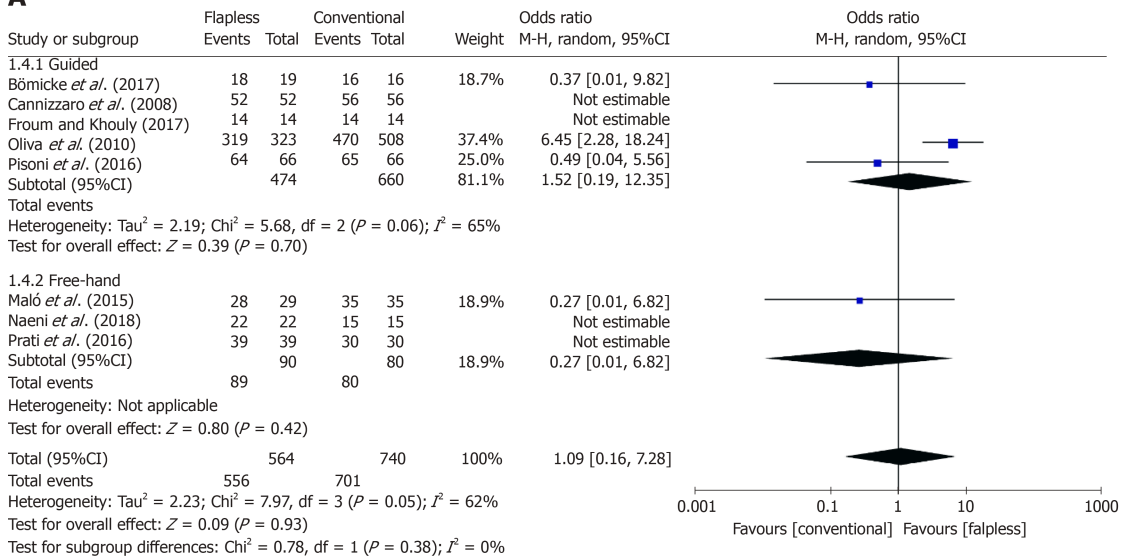 A
Flapless Conventional Odds ratio Odds ratio
Study or subgroup Events Total Events Total Weight M-H, random, 95%CI M-H, random, 95%CI
1.4.1 Guided
Bömicke et al. (2017) 18 19 16 16 18.7% 0.37 [0.01, 9.82]
Cannizzaro et al. (2008) 52 52 56 56 Not estimable
Froum and Khouly (2017) 14 14 14 14 Not estimable
Oliva et al. (2010) 319 323 470 508 37.4% 6.45 [2.28, 18.24]
Pisoni et al. (2016) 64 66 65 66 25.0% 0.49 [0.04, 5.56]
Subtotal (95%CI) 474 660 81.1% 1.52 [0.19, 12.35]
Total events
Heterogeneity: Tau² = 2.19; Chi² = 5.68, df = 2 (P = 0.06); I² = 65%
Test for overall effect: Z = 0.39 (P = 0.70)
1.4.2 Free-hand
Maló et al. (2015) 28 29 35 35 18.9% 0.27 [0.01, 6.82]
Naeni et al. (2018) 22 22 15 15 Not estimable
Prati et al. (2016) 39 39 30 30 Not estimable
Subtotal (95%CI) 90 80 18.9% 0.27 [0.01, 6.82]
Total events 89 80
Heterogeneity: Not applicable
Test for overall effect: Z = 0.80 (P = 0.42)
Total (95%CI) 564 740 100% 1.09 [0.16, 7.28]
Total events 556 701
Heterogeneity: Tau² = 2.23; Chi² = 7.97, df = 3 (P = 0.05); I² = 62%
Test for overall effect: Z = 0.09 (P = 0.93)
Test for subgroup differences: Chi² = 0.78, df = 1 (P = 0.38); I² = 0%
0.001 0.1 1 10 1000
Favours [conventional] Favours [falpless]